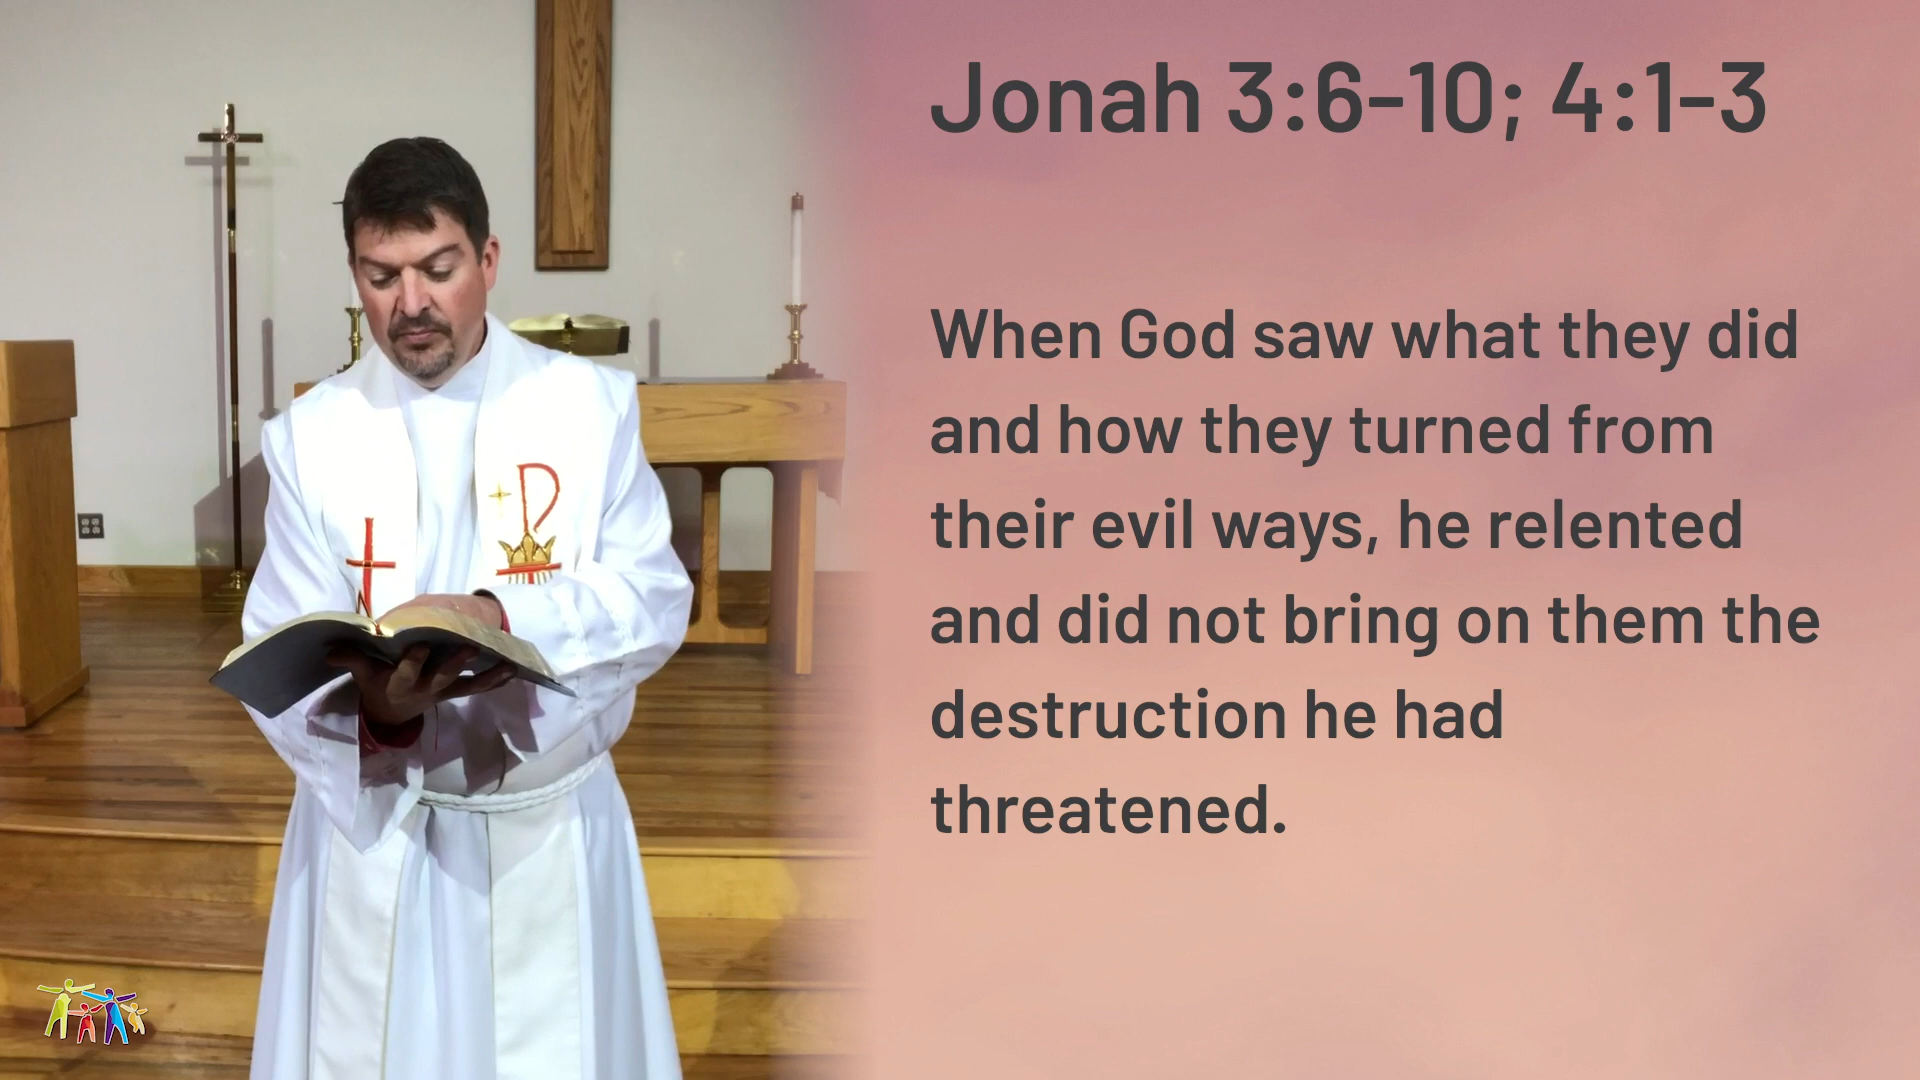 Jonah 3:6-10; 4:1-3
When God saw what they did
and how they turned from
their evil ways, he relented
and did not bring on them the
destruction he had
threatened.